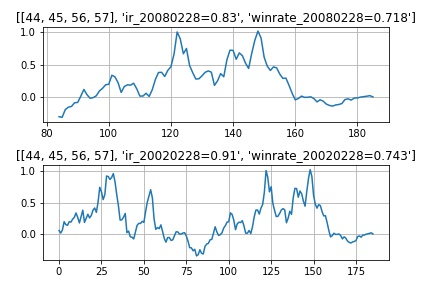 [[44, 45, 56, 57], 'ir_20080228=0.83', 'winrate_20080228=0.718']
1.0
0.5
0.0
80 100 120 140 160 180
[[44, 45, 56, 57], 'ir_20020228=0.91', 'winrate_20020228=0.743']
1.0
0.5
0.0
0 25 50 75 100 125 150 175